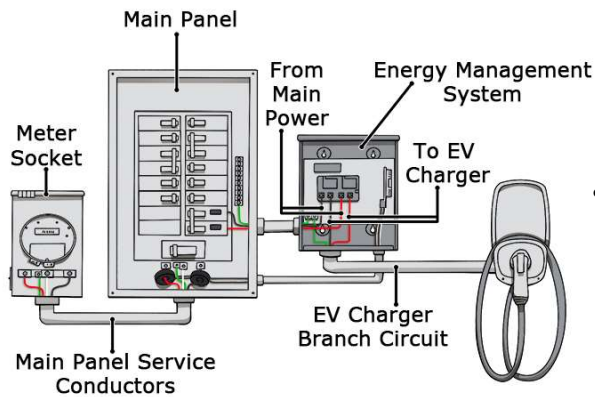 Main Panel
From
Main
Power
Energy Management
System
Meter
Socket
To EV
Charger
EV Charger
Branch Circuit
Main Panel Service
Conductors